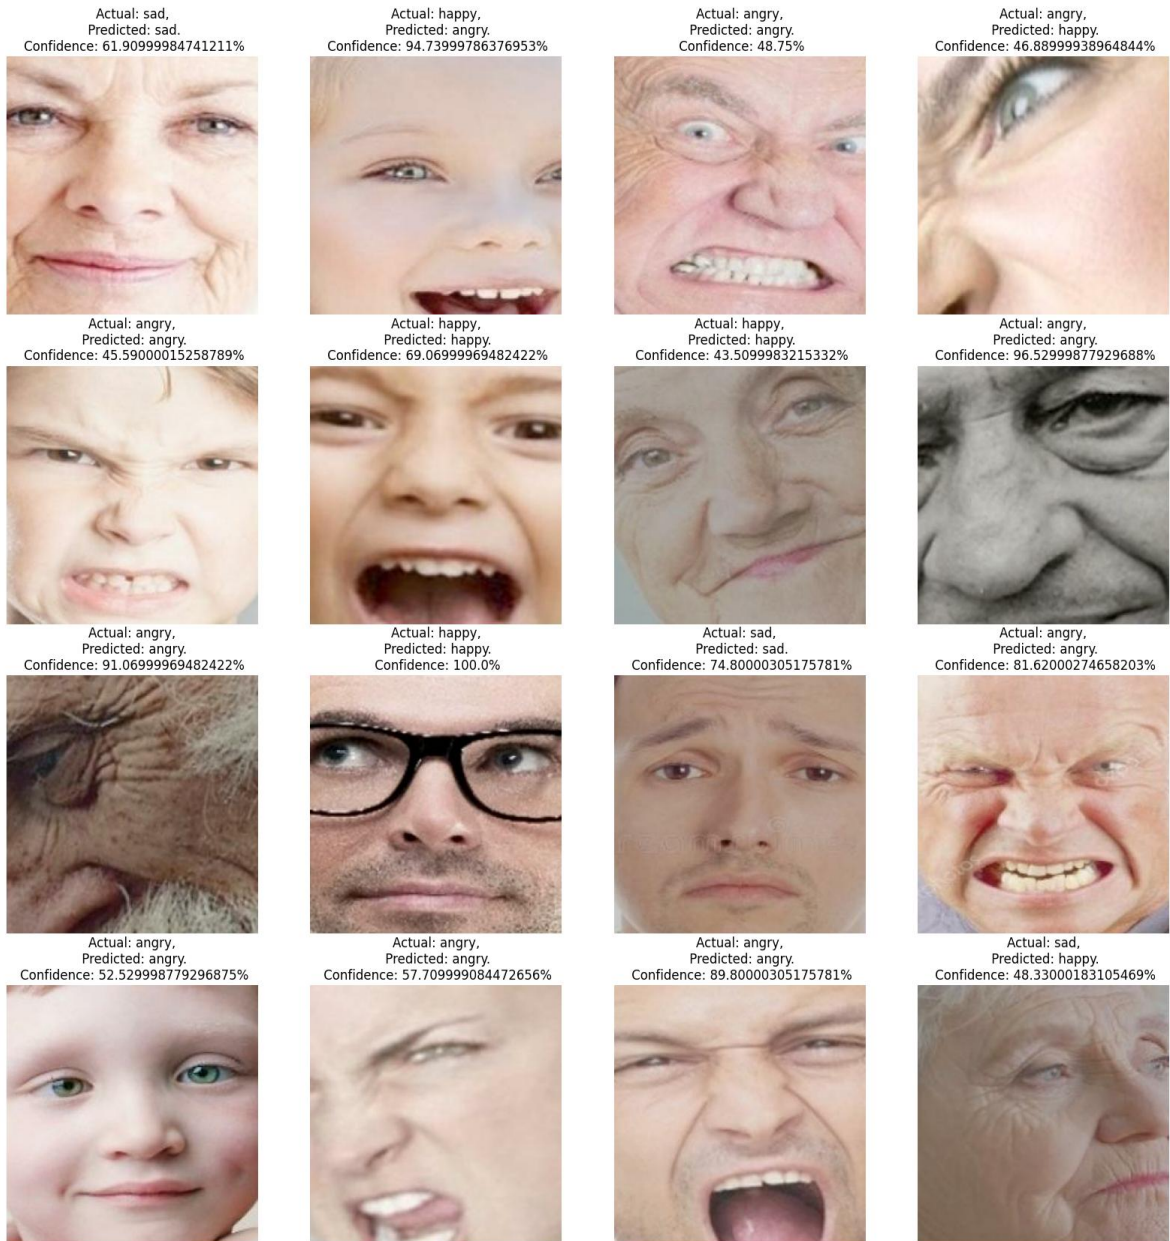 Actual: sad,
Predicted: sad.
Confidence: 61.90999984741211%
Actual: happy,
Predicted: angry.
Confidence: 94.73999786376953%
Actual: angry,
Predicted: angry.
Confidence: 48.75%
Actual: angry,
Predicted: happy.
Confidence: 46.88999938964844%
Actual: angry,
Predicted: angry.
Confidence: 45.59000015258789%
Actual: happy,
Predicted: happy.
Confidence: 69.06999969482422%
Actual: happy,
Predicted: happy.
Confidence: 43.5099983215332%
Actual: angry,
Predicted: angry.
Confidence: 96.52999877929688%
Actual: angry,
Predicted: angry.
Confidence: 91.06999969482422%
Actual: happy,
Predicted: happy.
Confidence: 100.0%
Actual: sad,
Predicted: sad.
Confidence: 74.80000305175781%
Actual: angry,
Predicted: angry.
Confidence: 81.62000274658203%
Actual: angry,
Predicted: angry.
Confidence: 52.529998779296875%
Actual: angry,
Predicted: angry.
Confidence: 57.709999084472656%
Actual: angry,
Predicted: angry.
Confidence: 89.80000305175781%
Actual: sad,
Predicted: happy.
Confidence: 48.33000183105469%